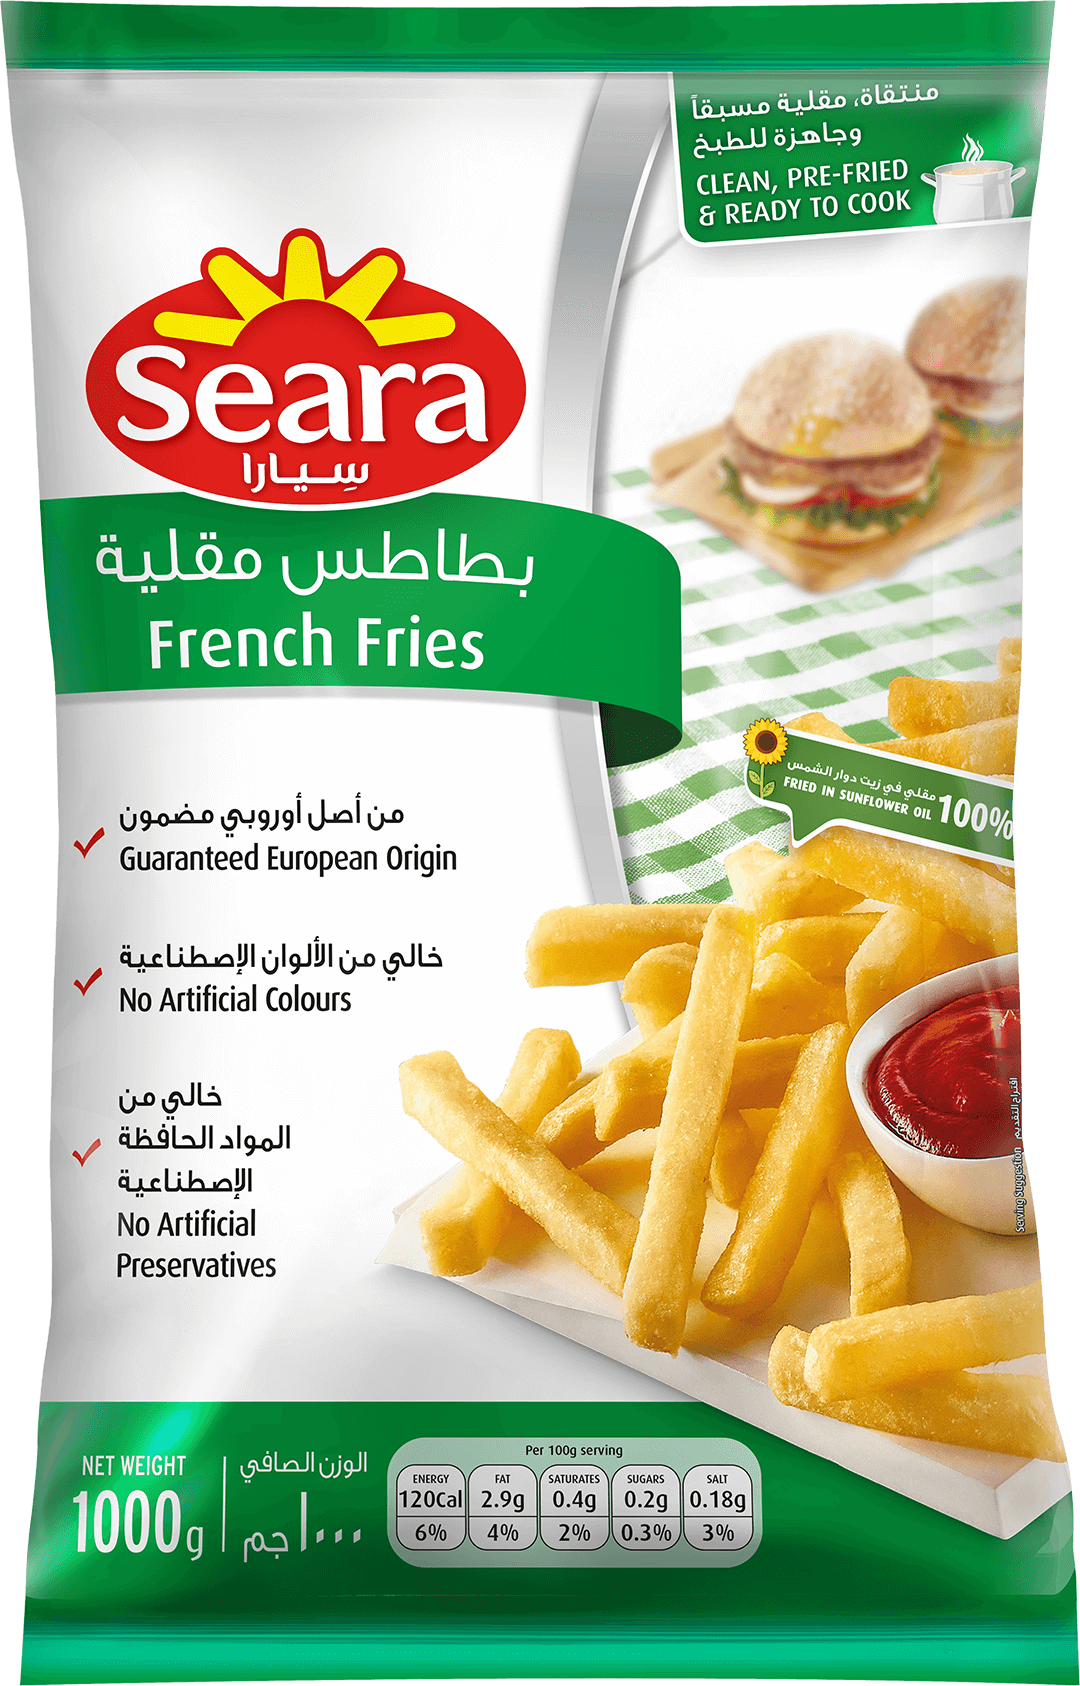 منتقاة، مقلية مسبقاً
وجاهزة للطبخ
CLEAN, PRE-FRIED
& READY TO COOK
Seara
سِيارا
بطاطس مقلية
French Fries
مقلي في زيت دوار الشمس
FRIED IN SUNFLOWER OIL
100%
من أصل أوروبي مضمون
Guaranteed European Origin
خالي من الألوان الإصطناعية
No Artificial Colours
خالي من
المواد الحافظة
الإصطناعية
No Artificial
Preservatives
Serving Suggestion اقتراح التقديم
NET WEIGHT
1000g
الوزن الصافي
١٠٠٠ جم
Per 100g serving
ENERGY FAT SATURATES SUGARS SALT
120Cal 2.9g 0.4g 0.2g 0.18g
6% 4% 2% 0.3% 3%